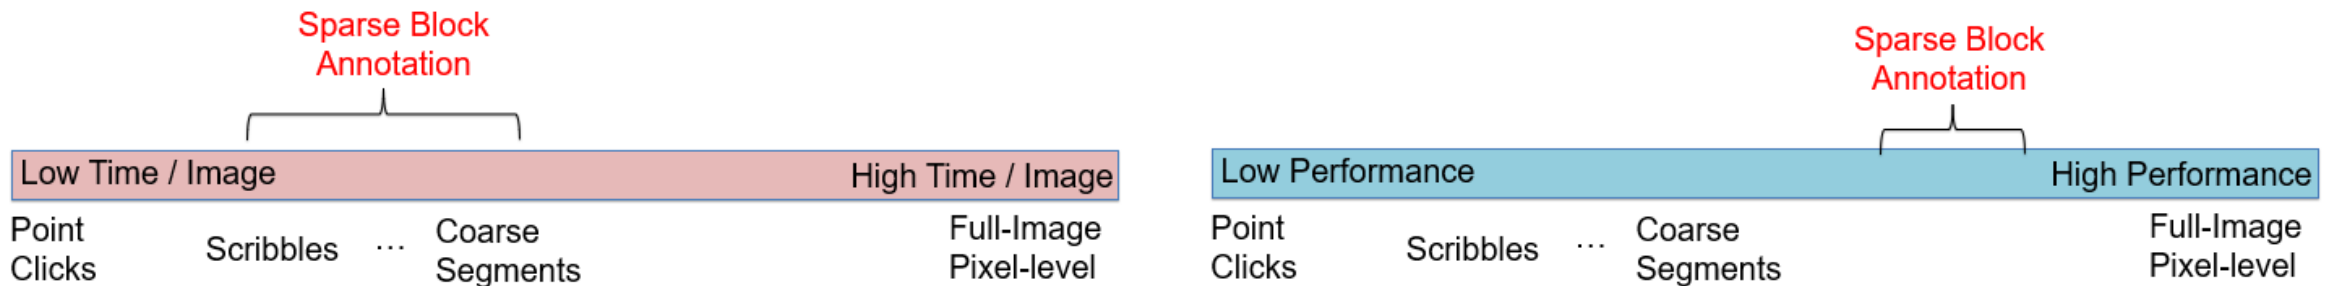 Sparse Block
Annotation
Low Time / Image
High Time / Image
Point
Clicks
Scribbles
...
Coarse
Segments
Full-Image
Pixel-level
Sparse Block
Annotation
Low Performance
High Performance
Point
Clicks
Scribbles
...
Coarse
Segments
Full-Image
Pixel-level